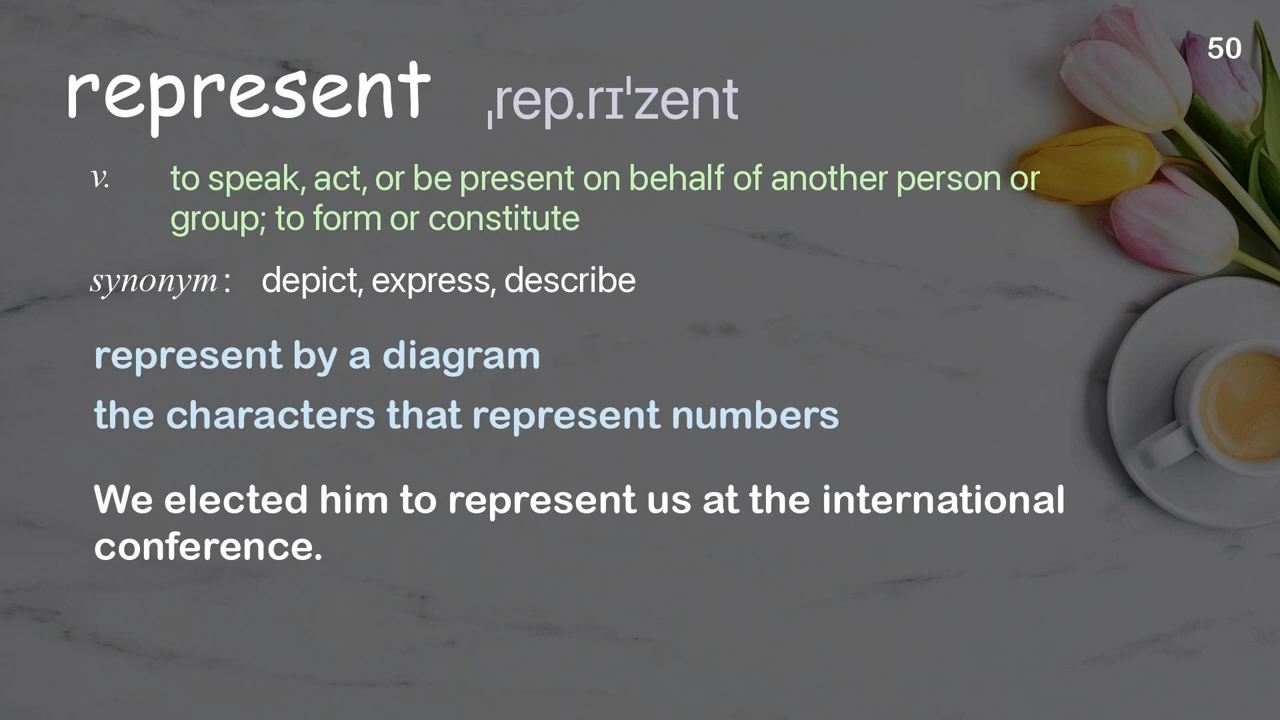 50
represent ˌrep.rɪˈzent
v. to speak, act, or be present on behalf of another person or
group; to form or constitute
synonym: depict, express, describe
represent by a diagram
the characters that represent numbers
We elected him to represent us at the international
conference.